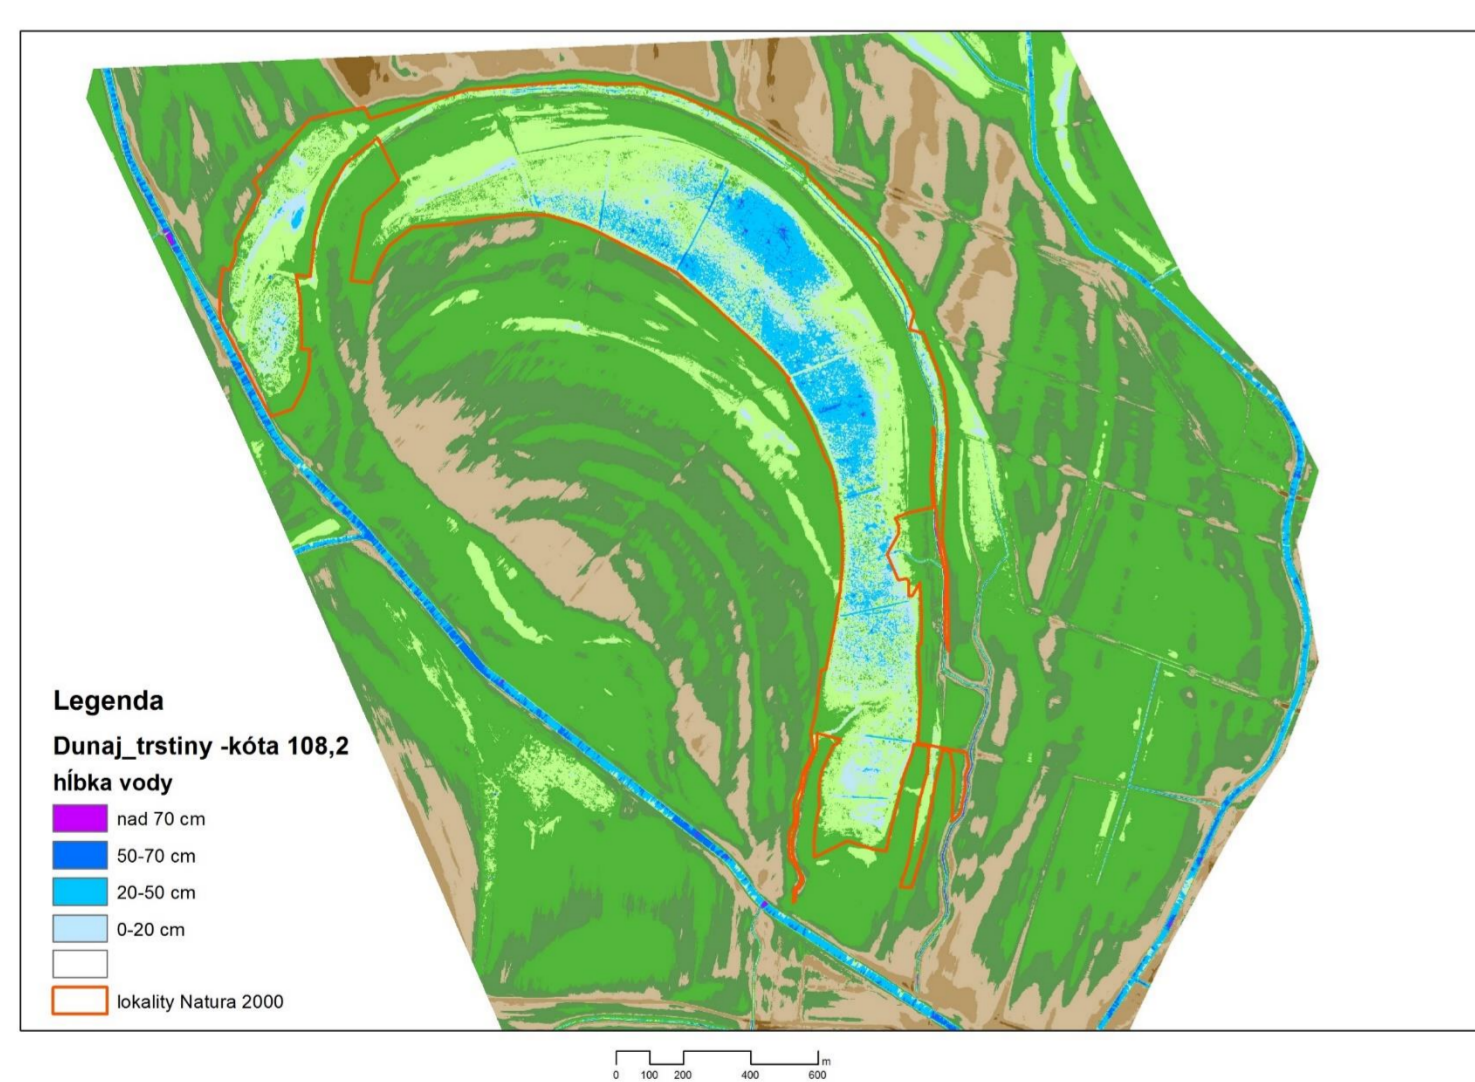 Legenda
Dunaj_trstiny -kóta 108,2
hĺbka vody
nad 70 cm
50-70 cm
20-50 cm
0-20 cm
lokality Natura 2000
m
0 100 200 400 600